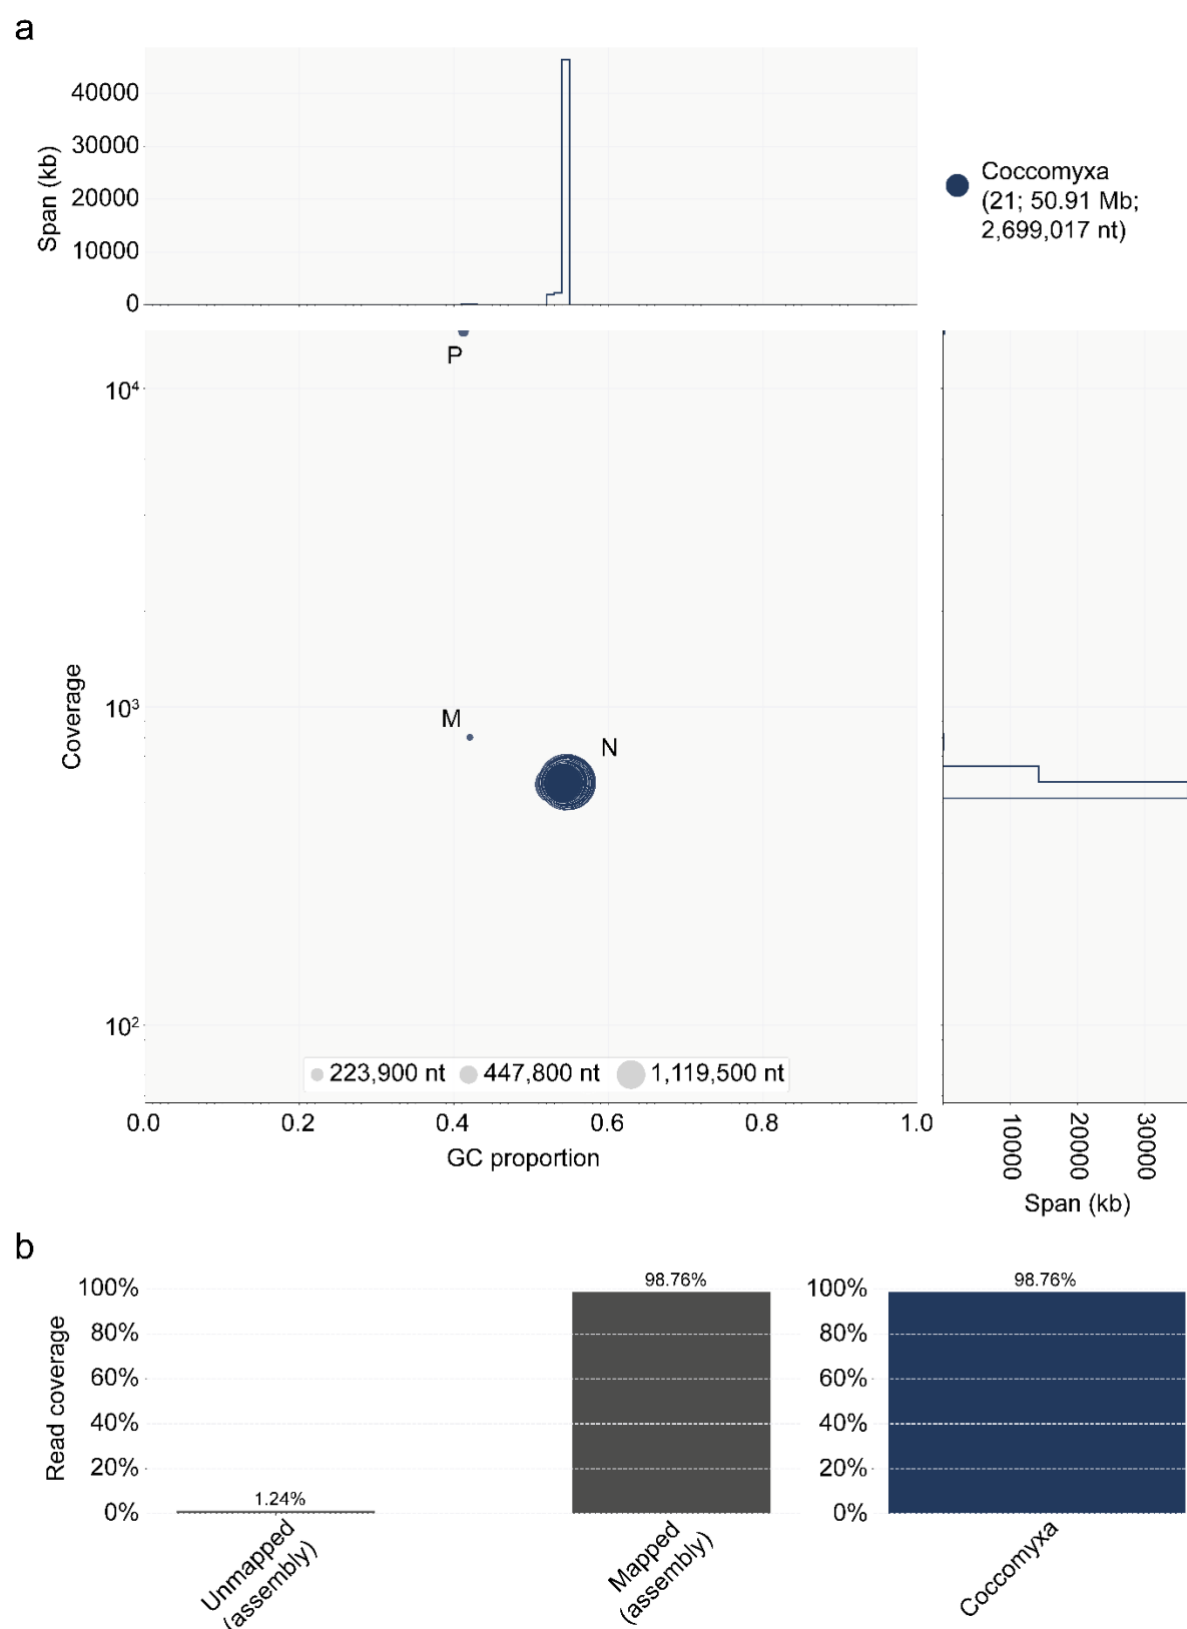 a
Span (kb)
40000
30000
20000
10000
0
Coccomyxa
(21; 50.91 Mb;
2,699,017 nt)
Coverage
10⁴
10³
10²
P
M
N
223,900 nt 447,800 nt 1,119,500 nt
0.0 0.2 0.4 0.6 0.8 1.0
GC proportion
10000
20000
30000
Span (kb)
b
Read coverage
100%
80%
60%
40%
20%
0%
1.24%
98.76%
Unmapped
(assembly)
Mapped
(assembly)
100%
80%
60%
40%
20%
0%
98.76%
Coccomyxa